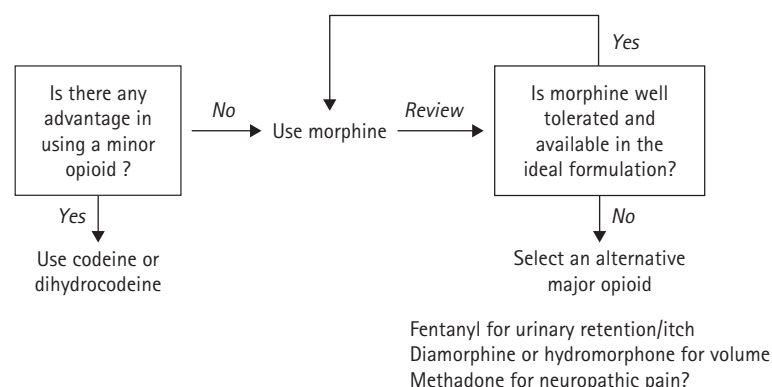 Is there any
advantage in
using a minor
opioid ?
No
Use morphine
Review
Is morphine well
tolerated and
available in the
ideal formulation?
Yes
Yes
Use codeine or
dihydrocodeine
No
Select an alternative
major opioid
Fentanyl for urinary retention/itch
Diamorphine or hydromorphone for volume
Methadone for neuropathic pain?